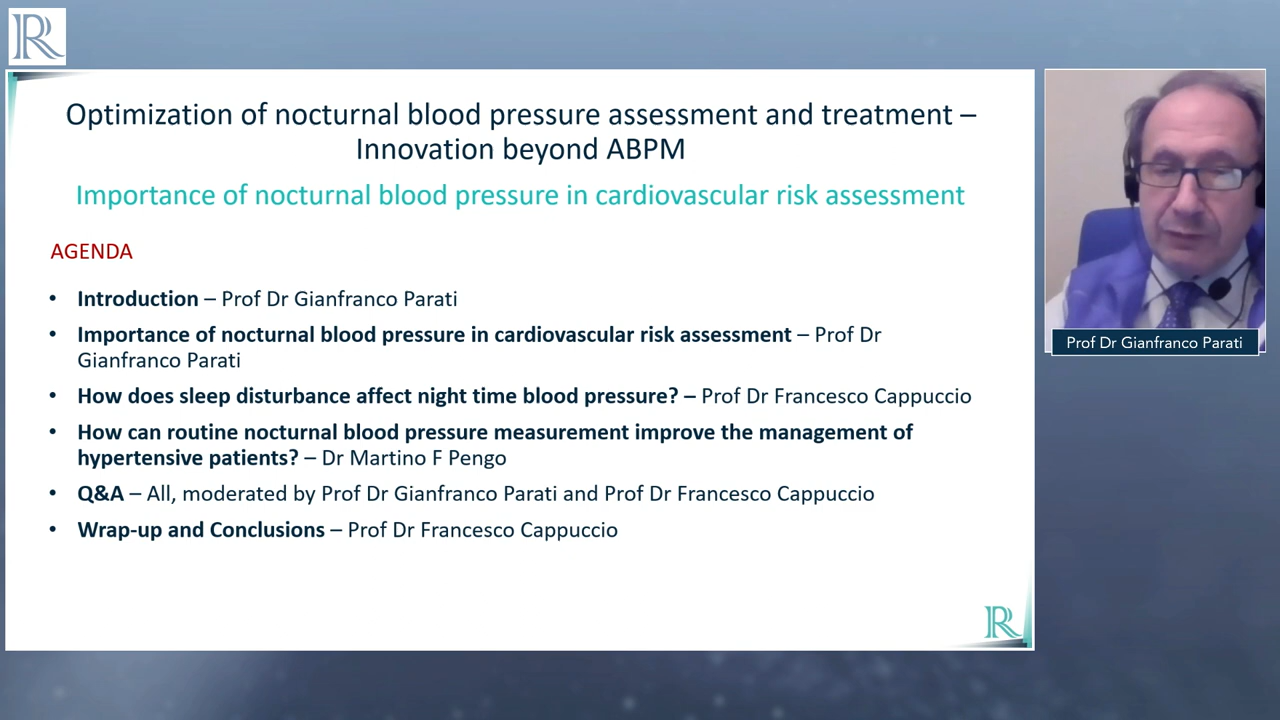 R
Optimization of nocturnal blood pressure assessment and treatment –
Innovation beyond ABPM
Importance of nocturnal blood pressure in cardiovascular risk assessment
AGENDA
• Introduction – Prof Dr Gianfranco Parati
• Importance of nocturnal blood pressure in cardiovascular risk assessment – Prof Dr
Gianfranco Parati
• How does sleep disturbance affect night time blood pressure? – Prof Dr Francesco Cappuccio
• How can routine nocturnal blood pressure measurement improve the management of
hypertensive patients? – Dr Martino F Pengo
• Q&A – All, moderated by Prof Dr Gianfranco Parati and Prof Dr Francesco Cappuccio
• Wrap-up and Conclusions – Prof Dr Francesco Cappuccio
R
Prof Dr Gianfranco Parati